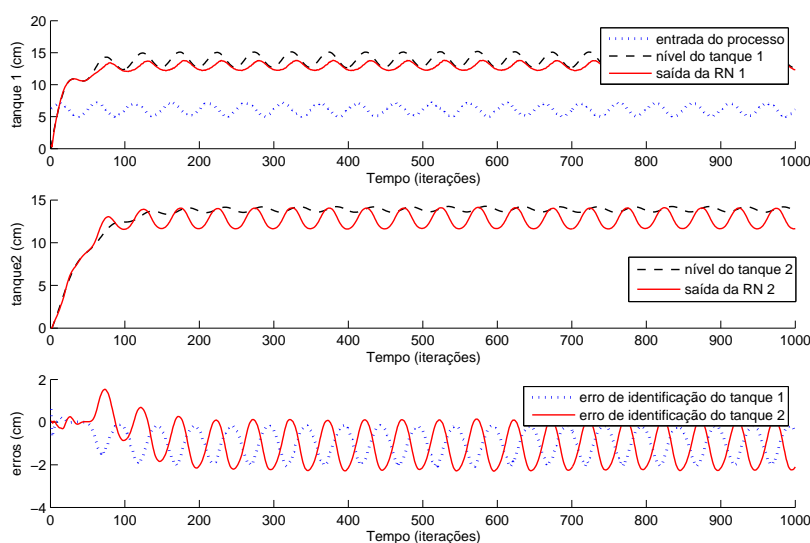 20
15
10
5
0
tanque 1 (cm)
entrada do processo
nível do tanque 1
saída da RN 1
0 100 200 300 400 500 600 700 800 900 1000
Tempo (iterações)
15
10
5
0
tanque2 (cm)
nível do tanque 2
saída da RN 2
0 100 200 300 400 500 600 700 800 900 1000
Tempo (iterações)
2
0
−2
−4
erros (cm)
erro de identificação do tanque 1
erro de identificação do tanque 2
0 100 200 300 400 500 600 700 800 900 1000
Tempo (iterações)